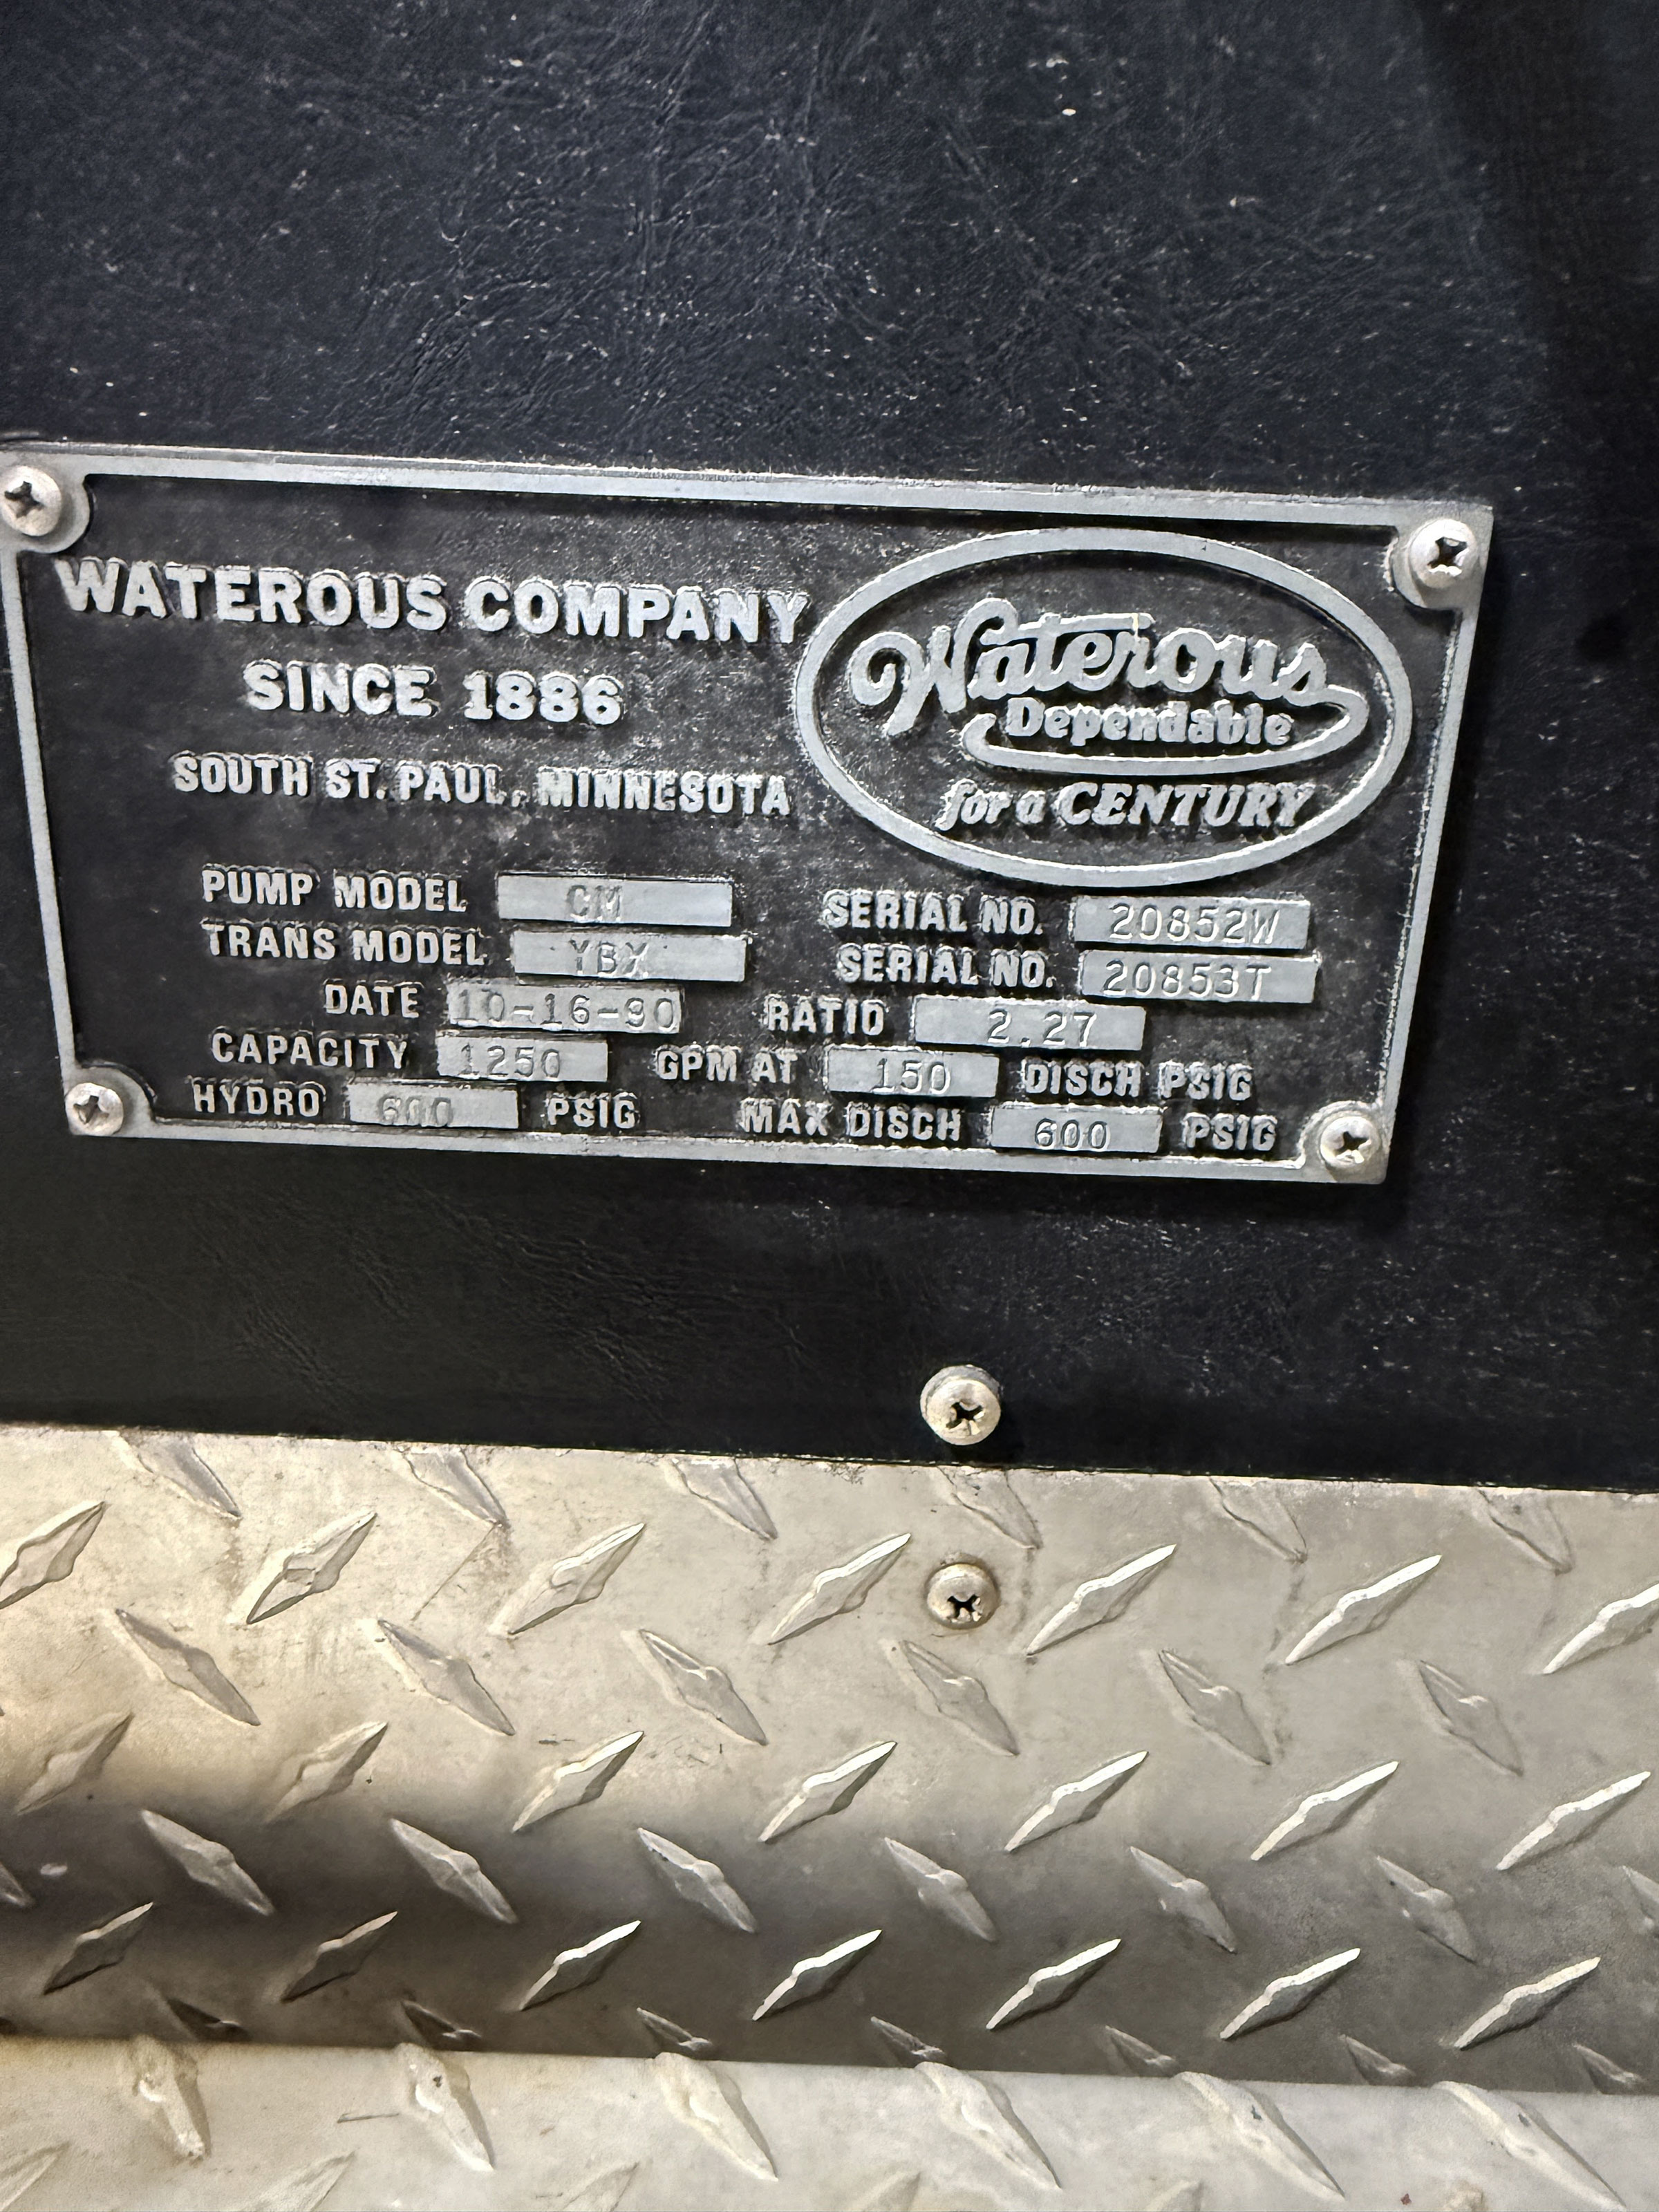 WATEROUS COMPANY
SINCE 1886
SOUTH ST. PAUL, MINNESOTA
Waterous
Dependable
for a CENTURY
PUMP MODEL CM SERIAL NO. 20852W
TRANS MODEL YBX SERIAL NO. 20853T
DATE 10-16-90 RATIO 2.27
CAPACITY 1250 GPM AT 150 DISCH PSIG
HYDRO 600 PSIG MAX DISCH 600 PSIG